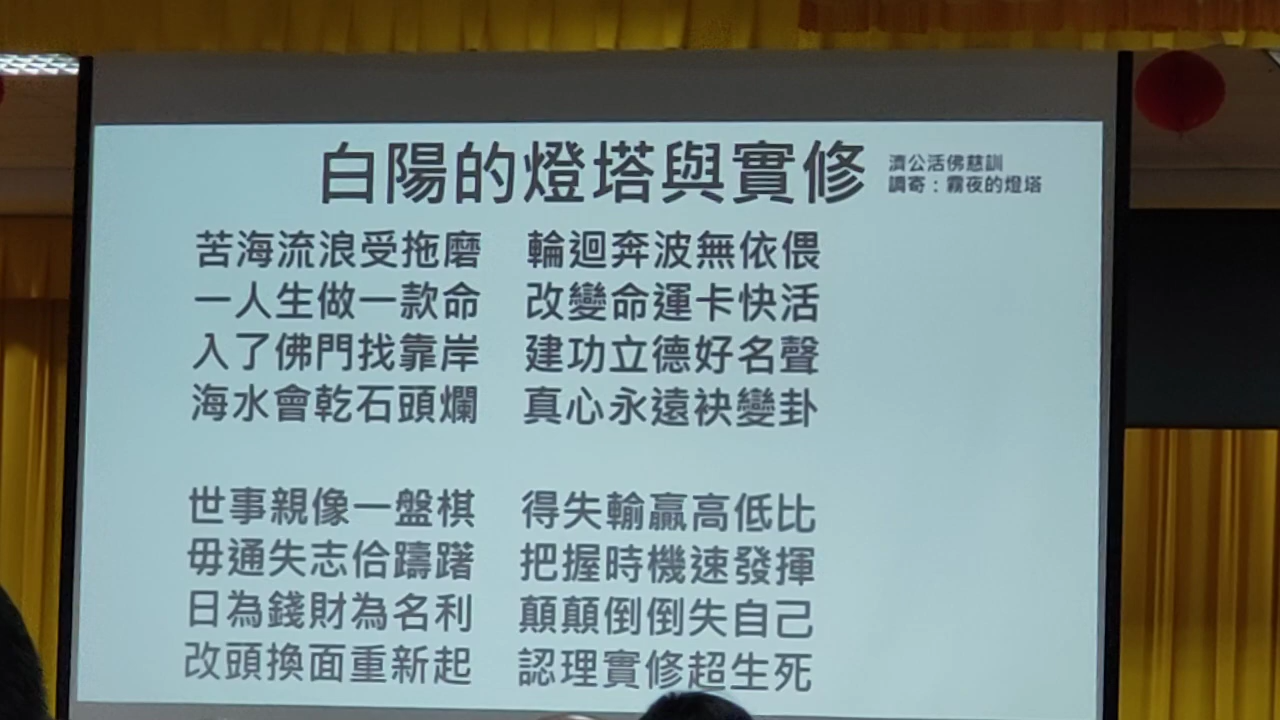 白陽的燈塔與實修
濟公活佛慈訓
調寄：霧夜的燈塔
苦海流浪受拖磨　輪迴奔波無依偎
一人生做一款命　改變命運卡快活
入了佛門找靠岸　建功立德好名聲
海水會乾石頭爛　真心永遠袂變卦
世事親像一盤棋　得失輸贏高低比
毋通失志佮躊躇　把握時機速發揮
日為錢財為名利　顛顛倒倒失自己
改頭換面重新起　認理實修超生死